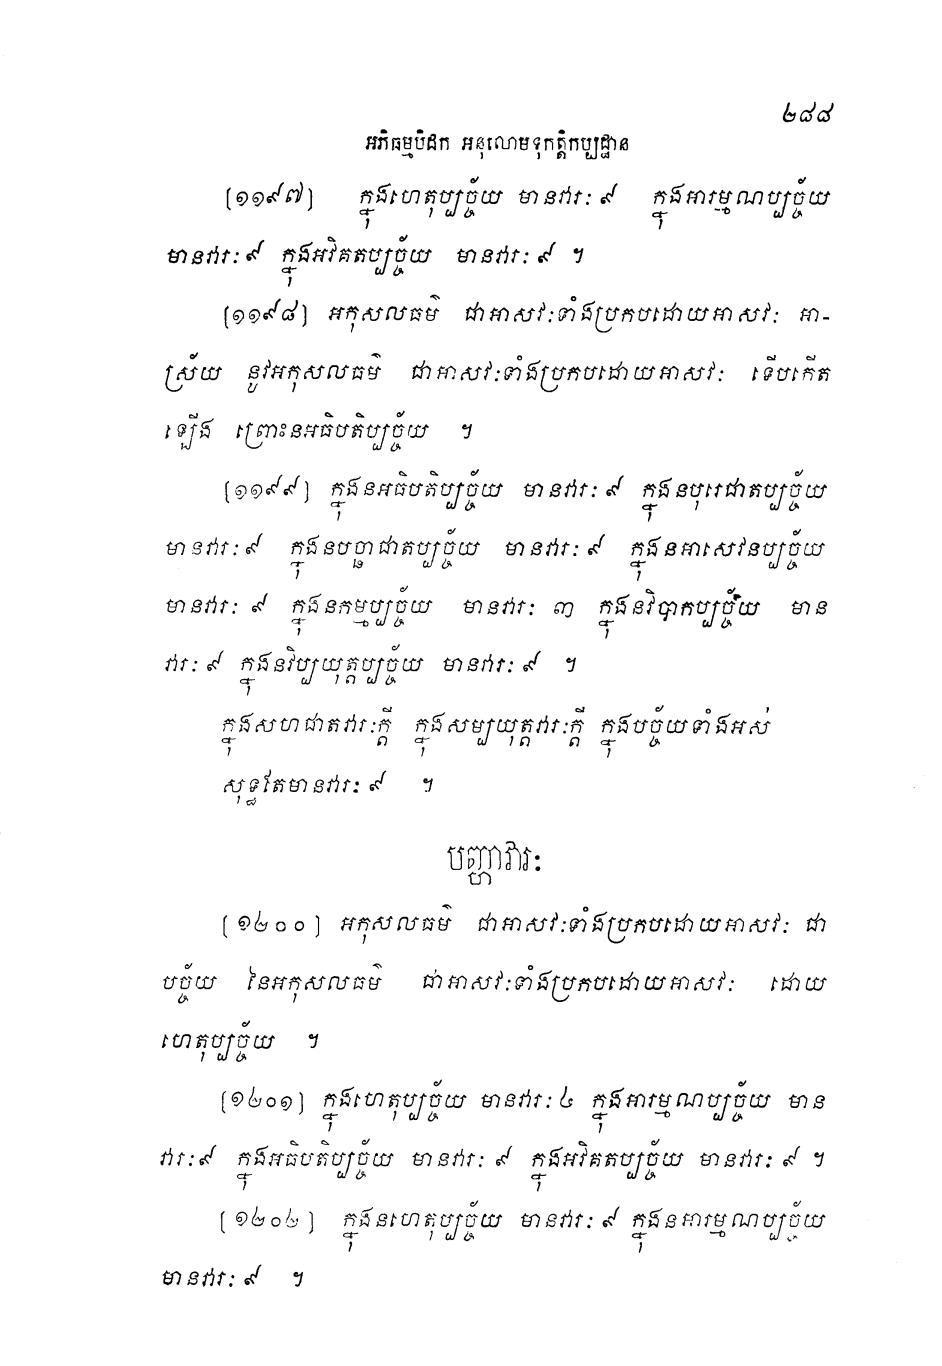 ២៨៨
អភិធម្មបិដក អនុលោមទុកត្តិកប្បដ្ឋាន
[១១៩៧] ក្នុងហេតុប្បច្ច័យ មានវារៈ ៩ ក្នុងអារម្មណប្បច្ច័យ
មានវារៈ ៩ ក្នុងអវិគតប្បច្ច័យ មានវារៈ ៩ ។
[១១៩៨] អកុសលធម៌ ជាអាសវៈទាំងប្រកបដោយអាសវៈ អា-
ស្រ័យ នូវអកុសលធម៌ ជាអាសវៈទាំងប្រកបដោយអាសវៈ ទើបកើត
ឡើង ព្រោះនអធិបតិប្បច្ច័យ ។
[១១៩៩] ក្នុងនអធិបតិប្បច្ច័យ មានវារៈ ៩ ក្នុងនបុរេជាតប្បច្ច័យ
មានវារៈ ៩ ក្នុងនបច្ឆាជាតប្បច្ច័យ មានវារៈ ៩ ក្នុងនអាសេវនប្បច្ច័យ
មានវារៈ ៩ ក្នុងនកម្មប្បច្ច័យ មានវារៈ ៣ ក្នុងនវិបាកប្បច្ច័យ មាន
វារៈ ៩ ក្នុងនវិប្បយុត្តប្បច្ច័យ មានវារៈ ៩ ។
ក្នុងសហជាតវារៈក្តី ក្នុងសម្បយុត្តវារៈក្តី ក្នុងបច្ច័យទាំងអស់
សុទ្ធតែមានវារៈ ៩ ។
បញ្ហាវារៈ
[១២០០] អកុសលធម៌ ជាអាសវៈទាំងប្រកបដោយអាសវៈ ជា
បច្ច័យ នៃអកុសលធម៌ ជាអាសវៈទាំងប្រកបដោយអាសវៈ ដោយ
ហេតុប្បច្ច័យ ។
[១២០១] ក្នុងហេតុប្បច្ច័យ មានវារៈ ៤ ក្នុងអារម្មណប្បច្ច័យ មាន
វារៈ ៩ ក្នុងអធិបតិប្បច្ច័យ មានវារៈ ៩ ក្នុងអវិគតប្បច្ច័យ មានវារៈ ៩ ។
[១២០២] ក្នុងនហេតុប្បច្ច័យ មានវារៈ ៩ ក្នុងនអារម្មណប្បច្ច័យ
មានវារៈ ៩ ។